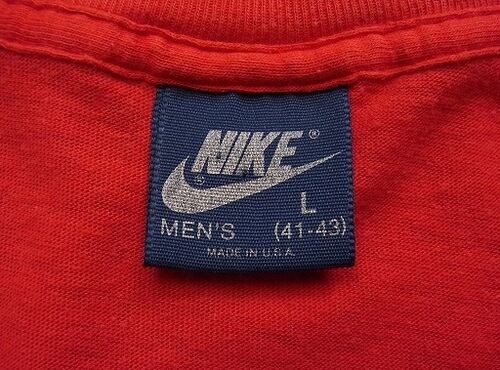 NIKE®
L
MEN'S (41-43)
MADE IN U.S.A.